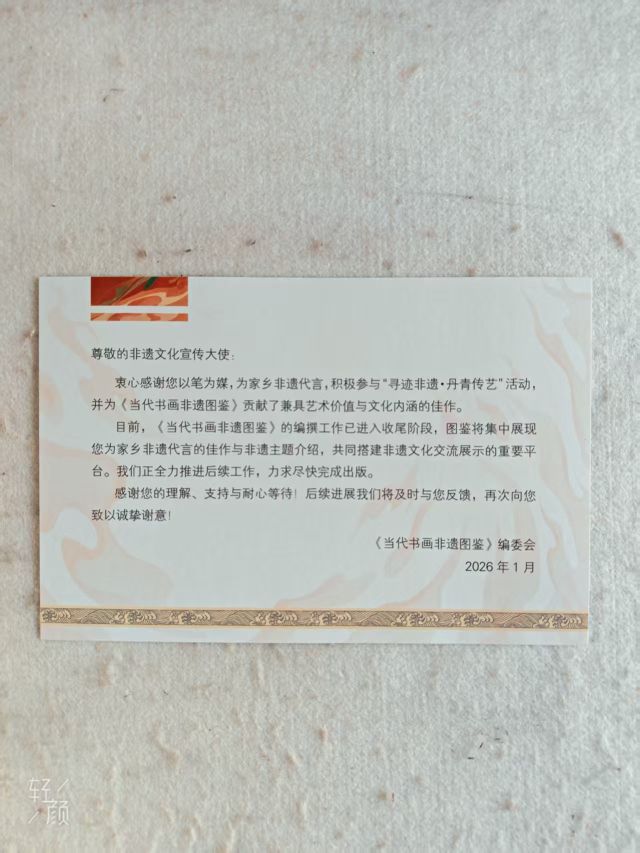 尊敬的非遗文化宣传大使：
衷心感谢您以笔为媒，为家乡非遗代言，积极参与“寻迹非遗·丹青传艺”活动，
并为《当代书画非遗图鉴》贡献了兼具艺术价值与文化内涵的佳作。
目前，《当代书画非遗图鉴》的编撰工作已进入收尾阶段，图鉴将集中展现
您为家乡非遗代言的佳作与非遗主题介绍，共同搭建非遗文化交流展示的重要平
台。我们正全力推进后续工作，力求尽快完成出版。
感谢您的理解、支持与耐心等待！后续进展我们将及时与您反馈，再次向您
致以诚挚谢意！
《当代书画非遗图鉴》编委会
2026年1月
轻颜